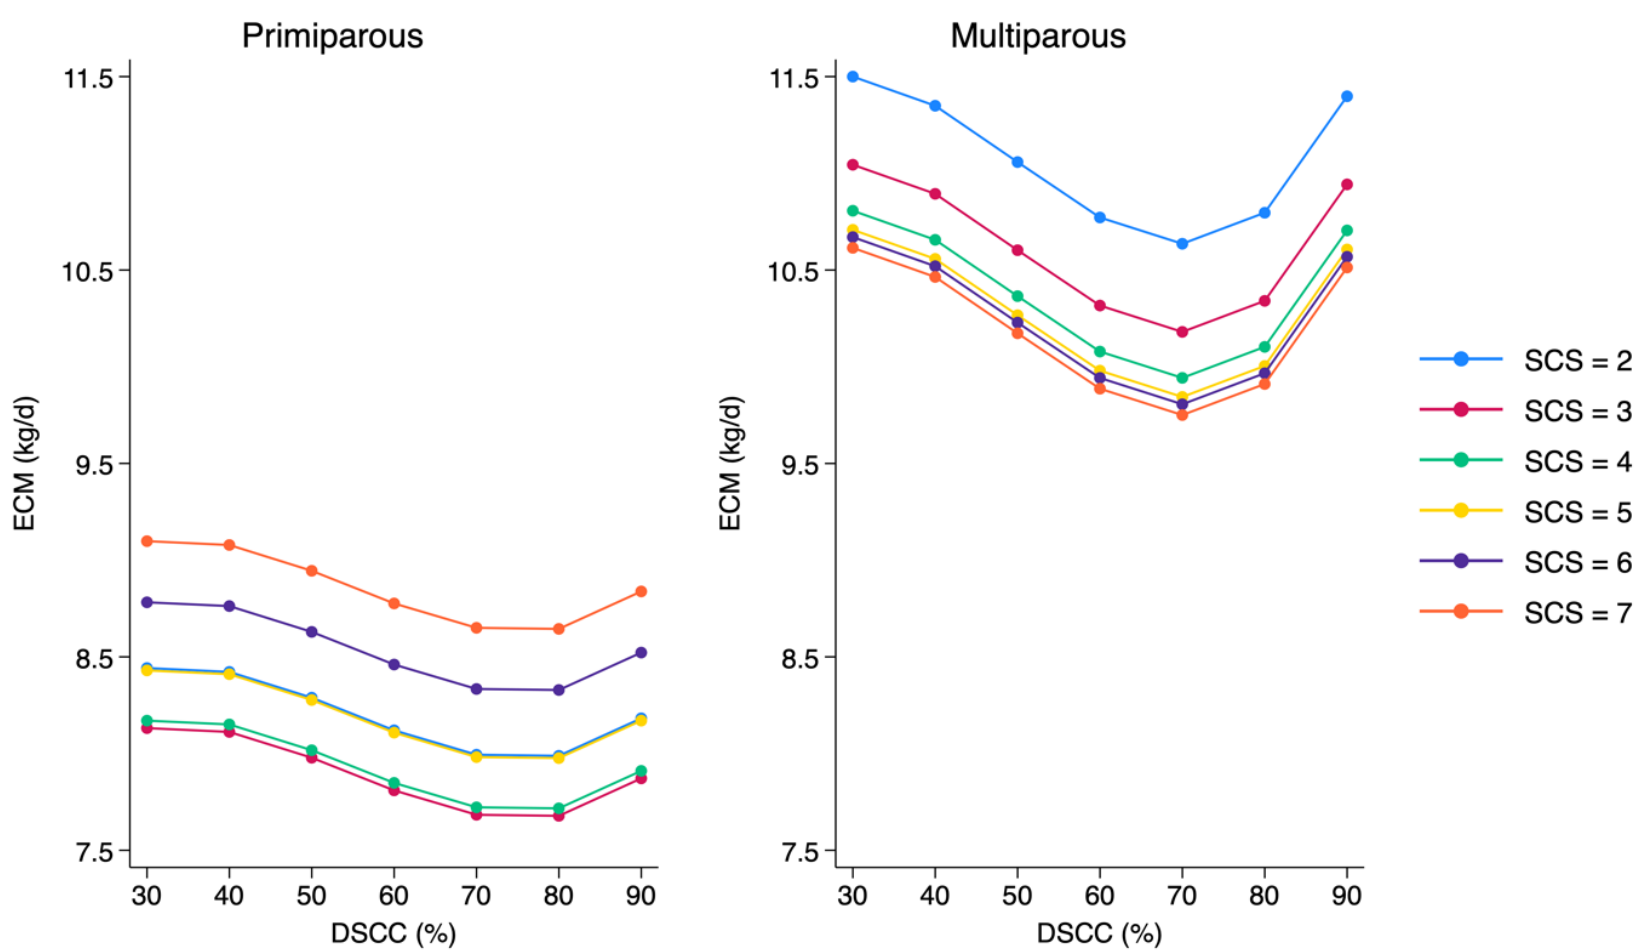 Primiparous
11.5
10.5
9.5
8.5
7.5
ECM (kg/d)
30 40 50 60 70 80 90
DSCC (%)
Multiparous
11.5
10.5
9.5
8.5
7.5
ECM (kg/d)
30 40 50 60 70 80 90
DSCC (%)
SCS = 2
SCS = 3
SCS = 4
SCS = 5
SCS = 6
SCS = 7